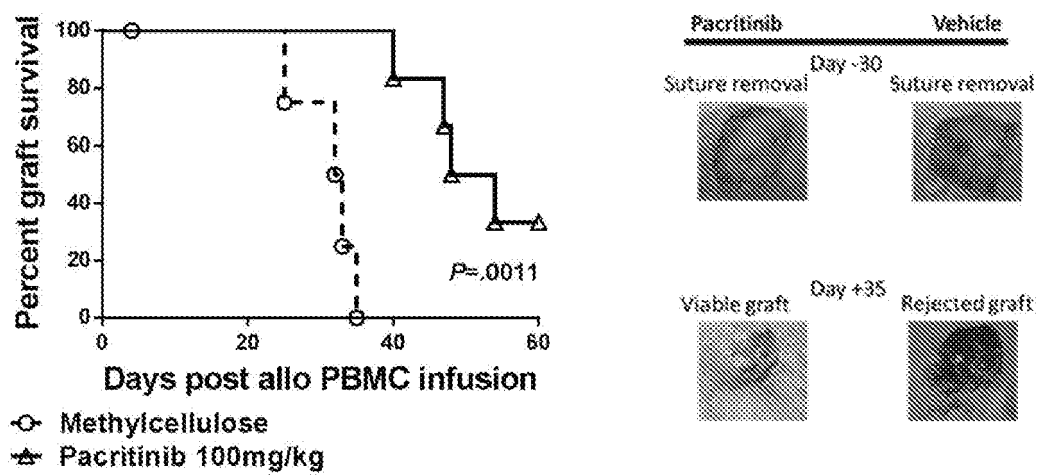 Percent graft survival
100
80
60
40
20
0
0 20 40 60
P=.0011
Days post allo PBMC infusion
Methylcellulose
Pacritinib 100mg/kg
Pacritinib Vehicle
Day -30
Suture removal Suture removal
Day +35
Viable graft Rejected graft